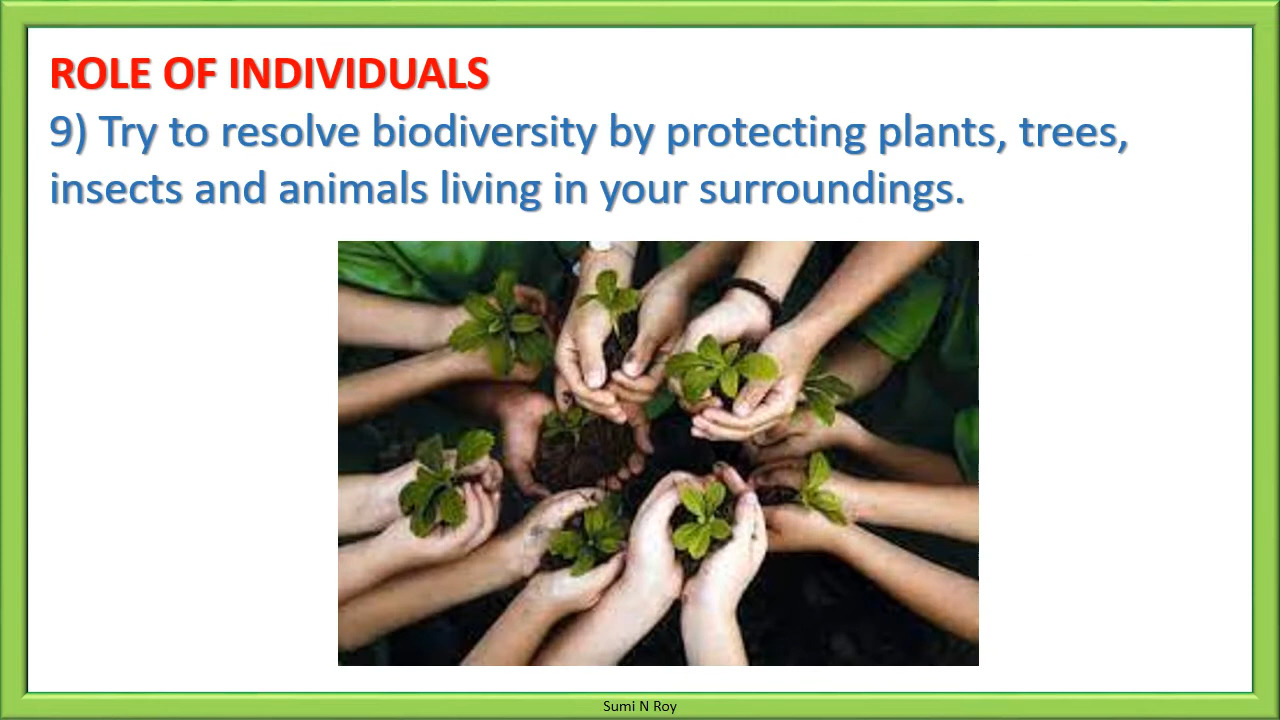 ROLE OF INDIVIDUALS
9) Try to resolve biodiversity by protecting plants, trees,
insects and animals living in your surroundings.
Sumi N Roy